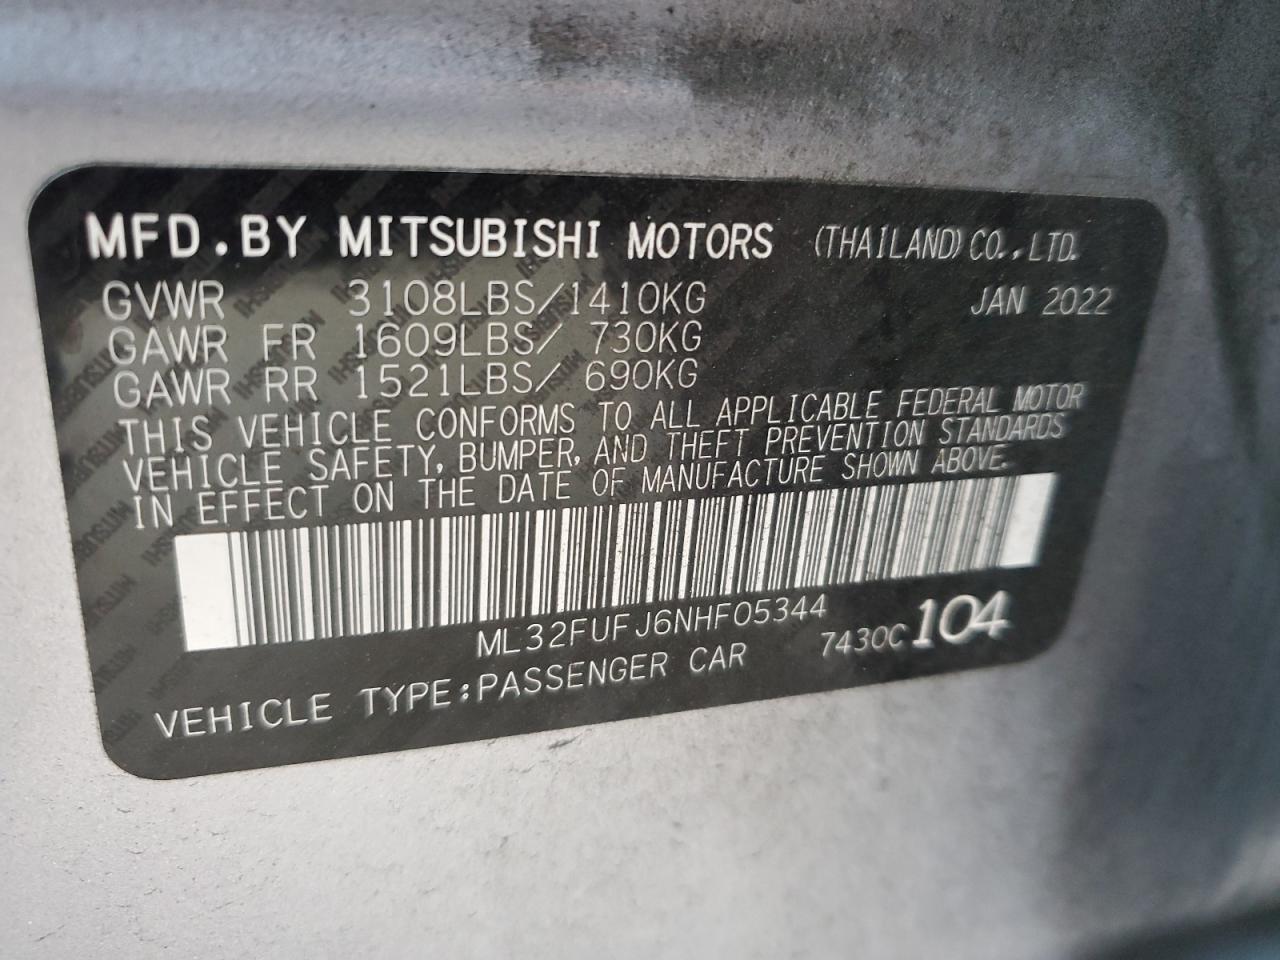 MFD.BY MITSUBISHI MOTORS (THAILAND) CO.,LTD.
GVWR 3108LBS/1410KG JAN 2022
GAWR FR 1609LBS/ 730KG
GAWR RR 1521LBS/ 690KG
THIS VEHICLE CONFORMS TO ALL APPLICABLE FEDERAL MOTOR
VEHICLE SAFETY, BUMPER, AND THEFT PREVENTION STANDARDS
IN EFFECT ON THE DATE OF MANUFACTURE SHOWN ABOVE.
ML32FUFJ6NHF05344
VEHICLE TYPE:PASSENGER CAR 7430C 104